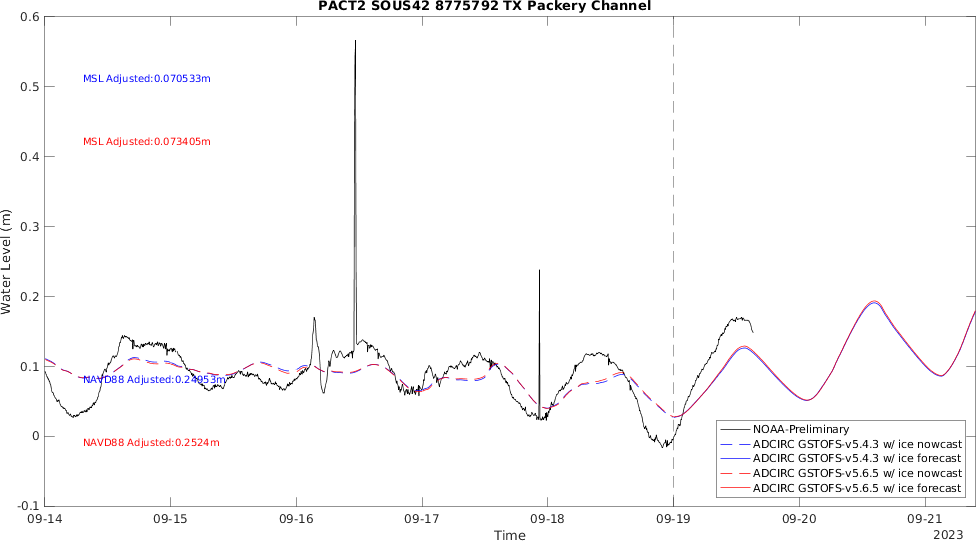 PACT2 SOUS42 8775792 TX Packery Channel
0.6
0.5
0.4
0.3
0.2
0.1
0
-0.1
Water Level (m)
MSL Adjusted:0.070533m
MSL Adjusted:0.073405m
NAVD88 Adjusted:0.24953m
NAVD88 Adjusted:0.2524m
NOAA-Preliminary
ADCIRC GSTOFS-v5.4.3 w/ ice nowcast
ADCIRC GSTOFS-v5.4.3 w/ ice forecast
ADCIRC GSTOFS-v5.6.5 w/ ice nowcast
ADCIRC GSTOFS-v5.6.5 w/ ice forecast
09-14 09-15 09-16 09-17 09-18 09-19 09-20 09-21
Time
2023